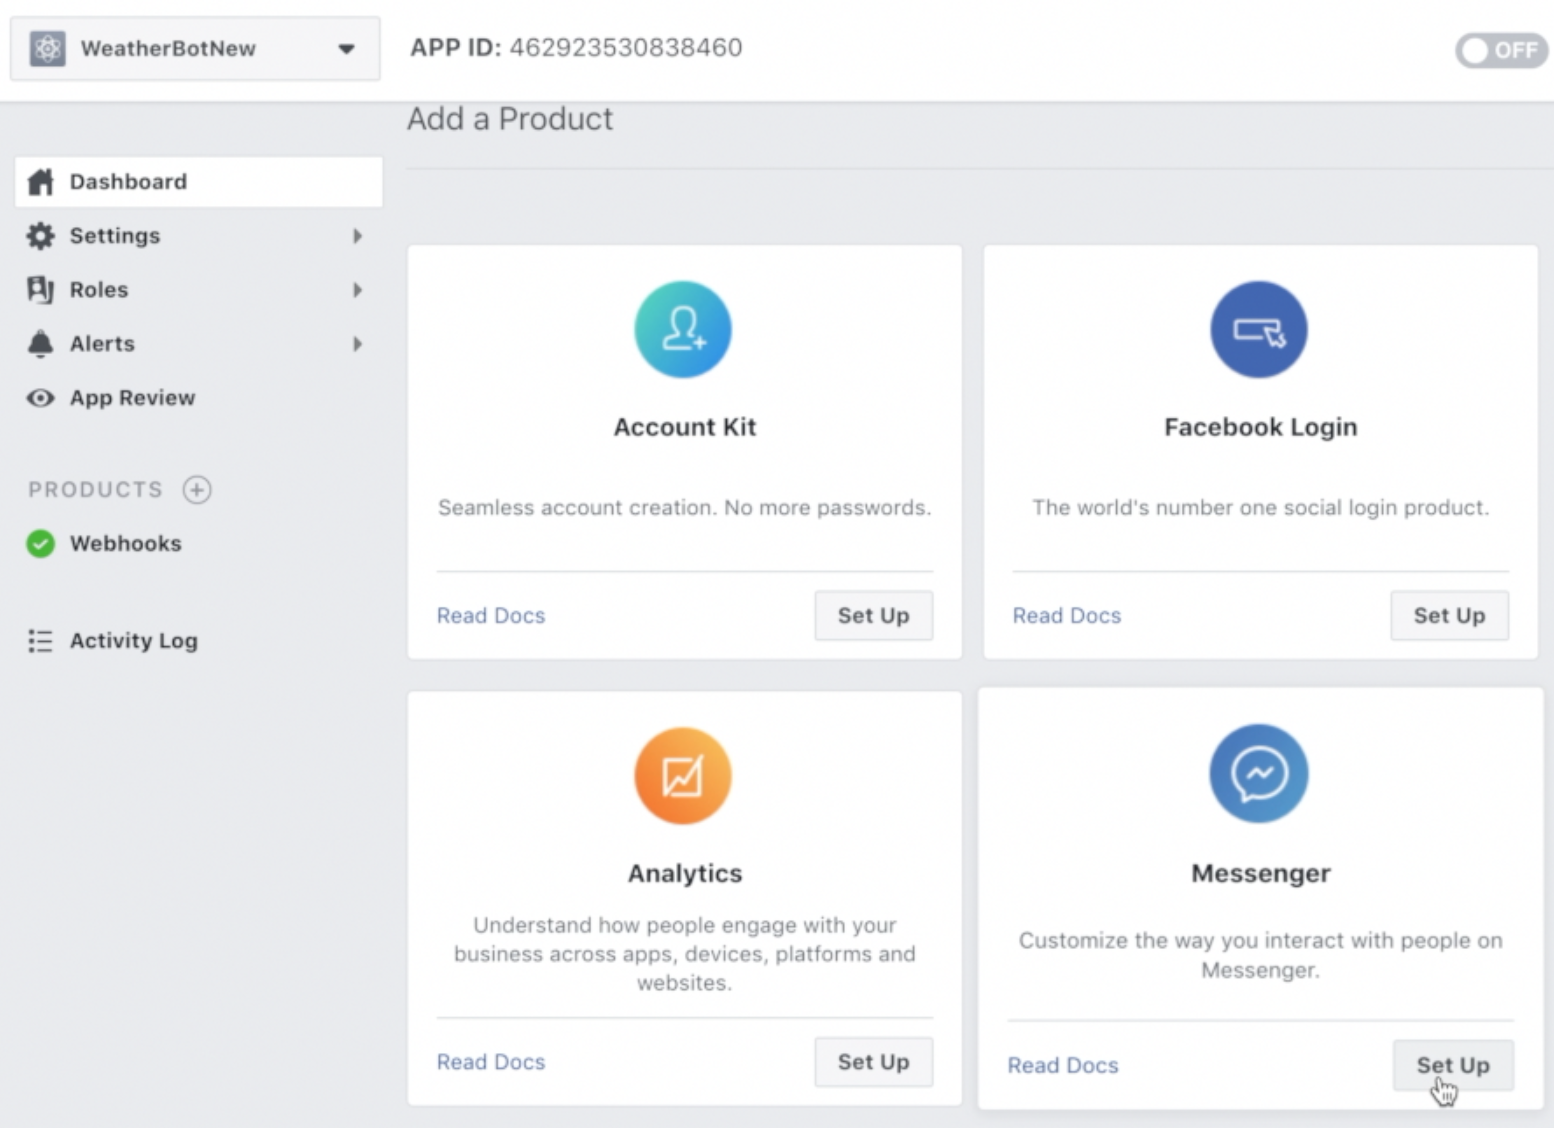 WeatherBotNew
APP ID: 462923530838460
OFF
Add a Product
Dashboard
Settings
Roles
Alerts
App Review
PRODUCTS
Webhooks
Activity Log
Account Kit
Seamless account creation. No more passwords.
Read Docs
Set Up
Facebook Login
The world's number one social login product.
Read Docs
Set Up
Analytics
Understand how people engage with your
business across apps, devices, platforms and
websites.
Read Docs
Set Up
Messenger
Customize the way you interact with people on
Messenger.
Read Docs
Set Up